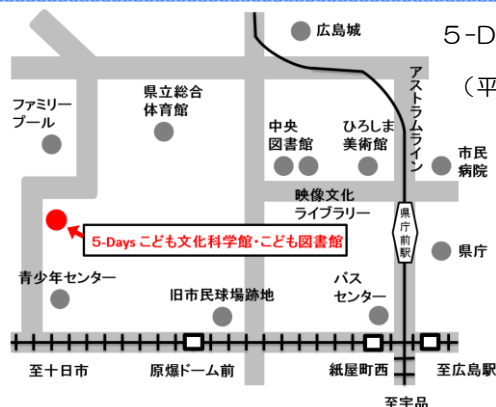 広島城
5-D
（平
アストラムライン
県立総合
体育館
ファミリー
プール
中央
図書館
ひろしま
美術館
市民
病院
映像文化
ライブラリー
県庁前駅
5-Days こども文化科学館・こども図書館
県庁
青少年センター
旧市民球場跡地
バス
センター
至十日市
原爆ドーム前
紙屋町西
至広島駅
至宇品